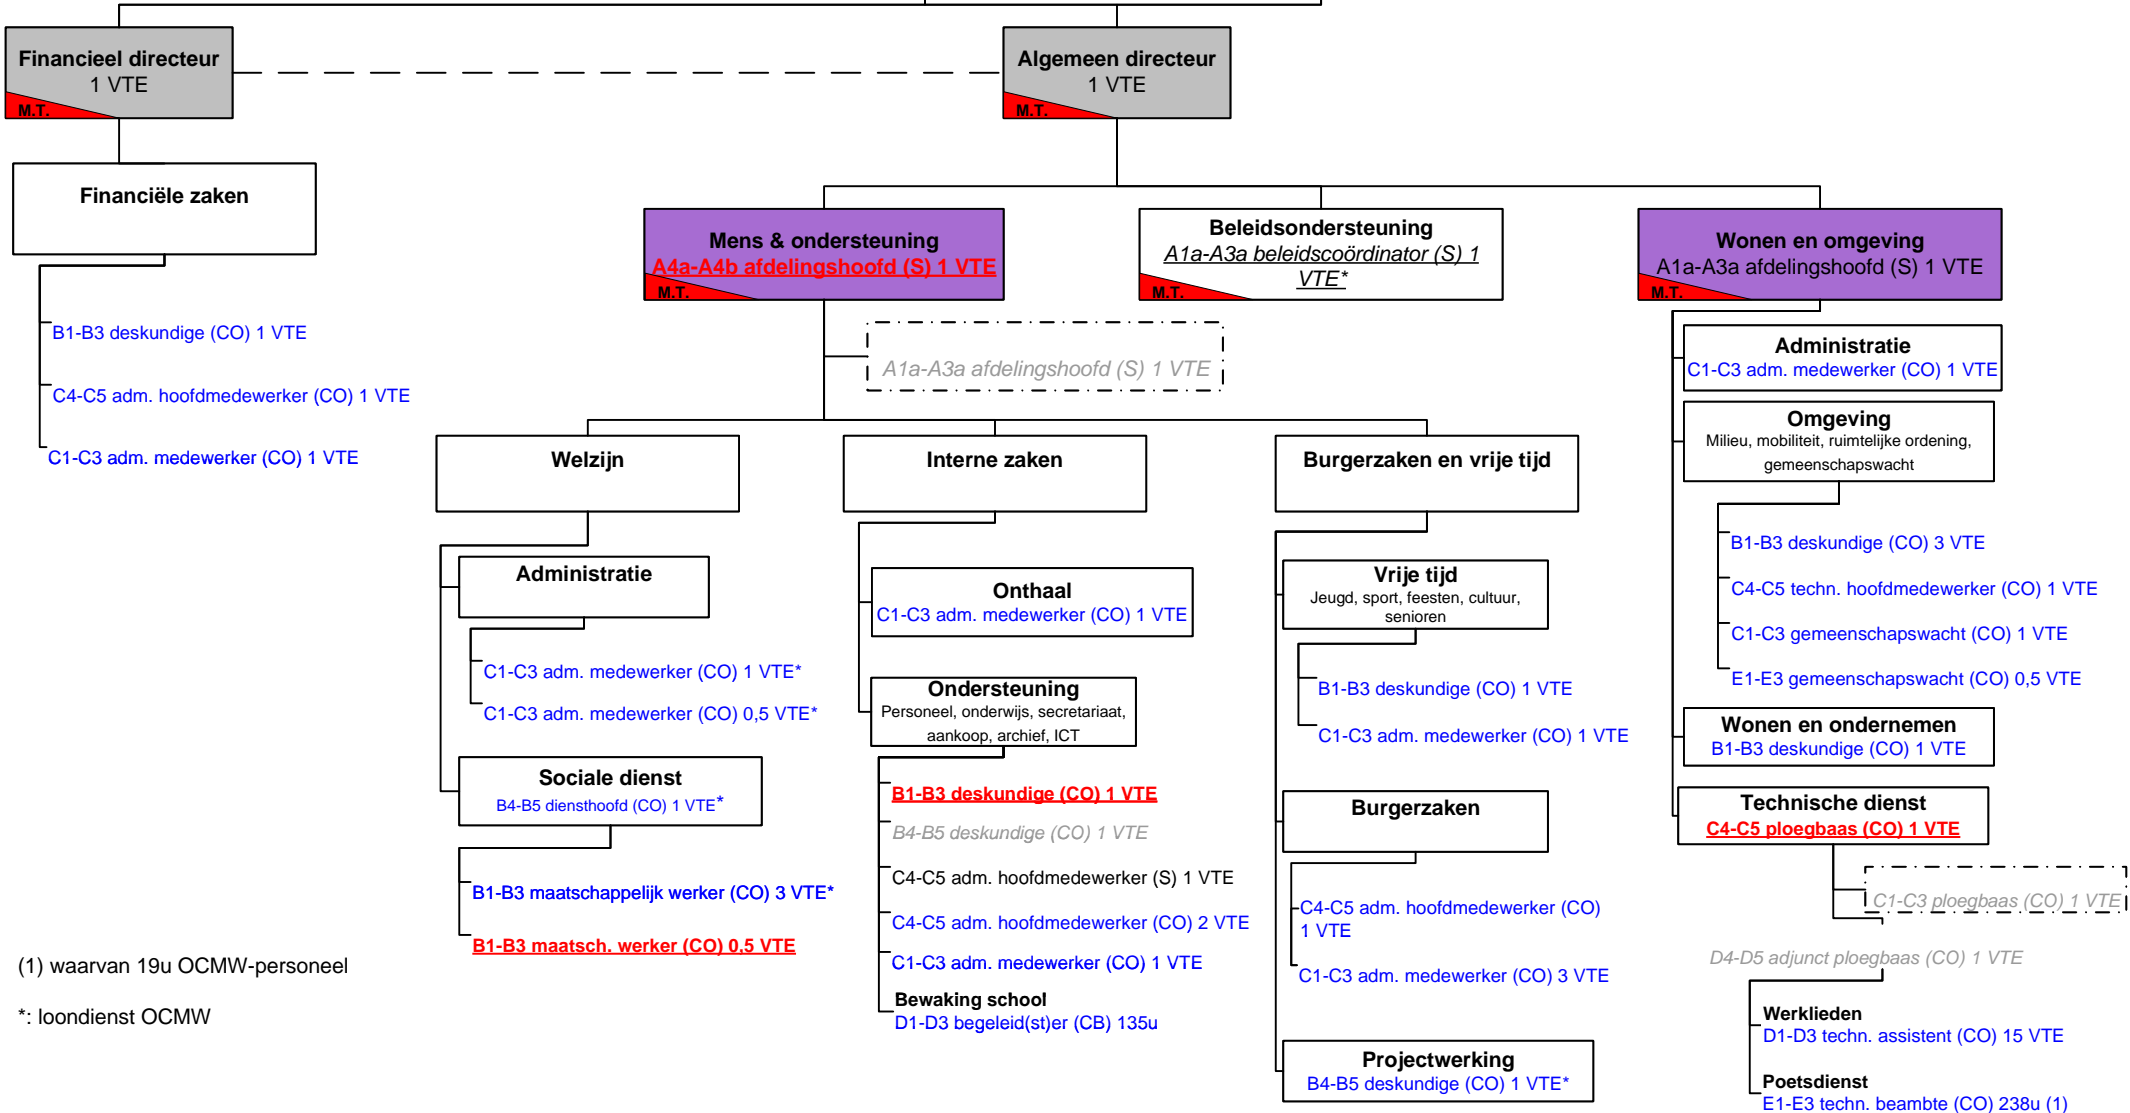 Financieel directeur
1 VTE
M.T.
Algemeen directeur
1 VTE
M.T.
Financiële zaken
B1-B3 deskundige (CO) 1 VTE
C4-C5 adm. hoofdmedewerker (CO) 1 VTE
C1-C3 adm. medewerker (CO) 1 VTE
Mens & ondersteuning
A4a-A4b afdelingshoofd (S) 1 VTE
M.T.
Beleidsondersteuning
A1a-A3a beleidscoördinator (S) 1
VTE*
M.T.
Wonen en omgeving
A1a-A3a afdelingshoofd (S) 1 VTE
M.T.
A1a-A3a afdelingshoofd (S) 1 VTE
Welzijn
Administratie
C1-C3 adm. medewerker (CO) 1 VTE*
C1-C3 adm. medewerker (CO) 0,5 VTE*
Sociale dienst
B4-B5 diensthoofd (CO) 1 VTE*
B1-B3 maatschappelijk werker (CO) 3 VTE*
B1-B3 maatsch. werker (CO) 0,5 VTE
Interne zaken
Onthaal
C1-C3 adm. medewerker (CO) 1 VTE
Ondersteuning
Personeel, onderwijs, secretariaat,
aankoop, archief, ICT
B1-B3 deskundige (CO) 1 VTE
B4-B5 deskundige (CO) 1 VTE
C4-C5 adm. hoofdmedewerker (S) 1 VTE
C4-C5 adm. hoofdmedewerker (CO) 2 VTE
C1-C3 adm. medewerker (CO) 1 VTE
Bewaking school
D1-D3 begeleid(st)er (CB) 135u
Burgerzaken en vrije tijd
Vrije tijd
Jeugd, sport, feesten, cultuur,
senioren
B1-B3 deskundige (CO) 1 VTE
C1-C3 adm. medewerker (CO) 1 VTE
Burgerzaken
C4-C5 adm. hoofdmedewerker (CO)
1 VTE
C1-C3 adm. medewerker (CO) 3 VTE
Projectwerking
B4-B5 deskundige (CO) 1 VTE*
Administratie
C1-C3 adm. medewerker (CO) 1 VTE
Omgeving
Milieu, mobiliteit, ruimtelijke ordening,
gemeenschapswacht
B1-B3 deskundige (CO) 3 VTE
C4-C5 techn. hoofdmedewerker (CO) 1 VTE
C1-C3 gemeenschapswacht (CO) 1 VTE
E1-E3 gemeenschapswacht (CO) 0,5 VTE
Wonen en ondernemen
B1-B3 deskundige (CO) 1 VTE
Technische dienst
C4-C5 ploegbaas (CO) 1 VTE
C1-C3 ploegbaas (CO) 1 VTE
D4-D5 adjunct ploegbaas (CO) 1 VTE
Werklieden
D1-D3 techn. assistent (CO) 15 VTE
Poetsdienst
E1-E3 techn. beambte (CO) 238u (1)
(1) waarvan 19u OCMW-personeel
*: loondienst OCMW